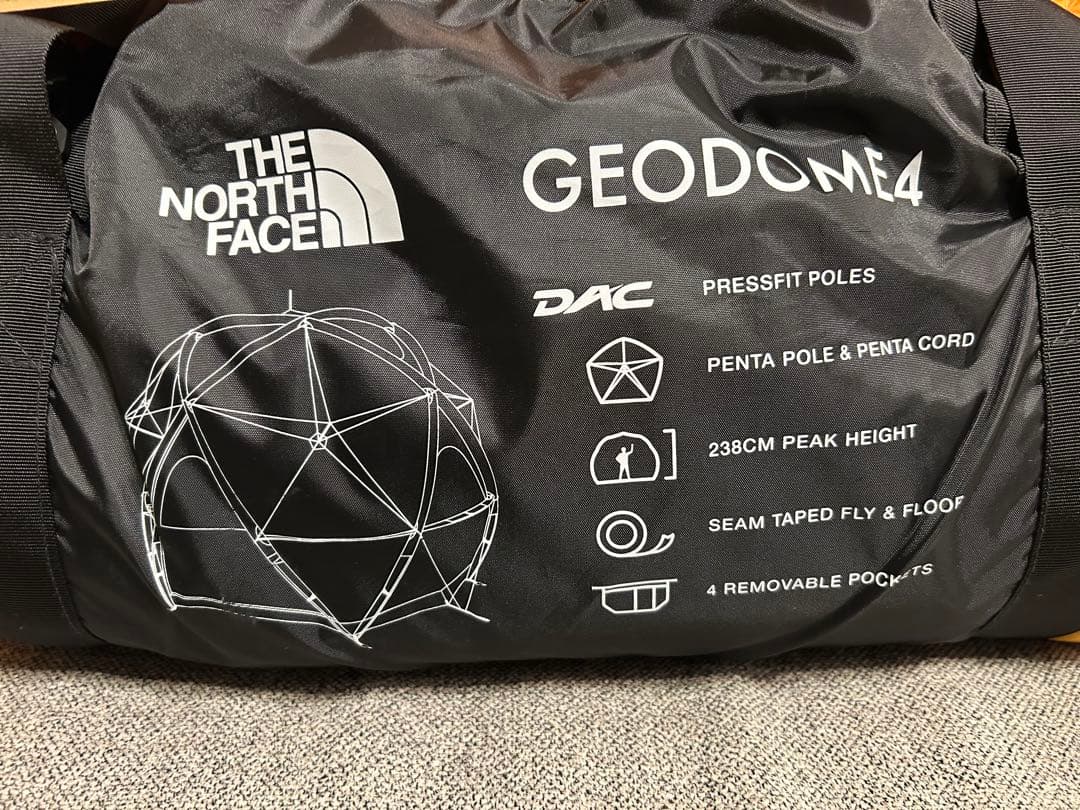 THE
NORTH
FACE
GEODOME4
DAC
PRESSFIT POLES
PENTA POLE & PENTA CORD
238CM PEAK HEIGHT
SEAM TAPED FLY & FLOOR
4 REMOVABLE POCKETS